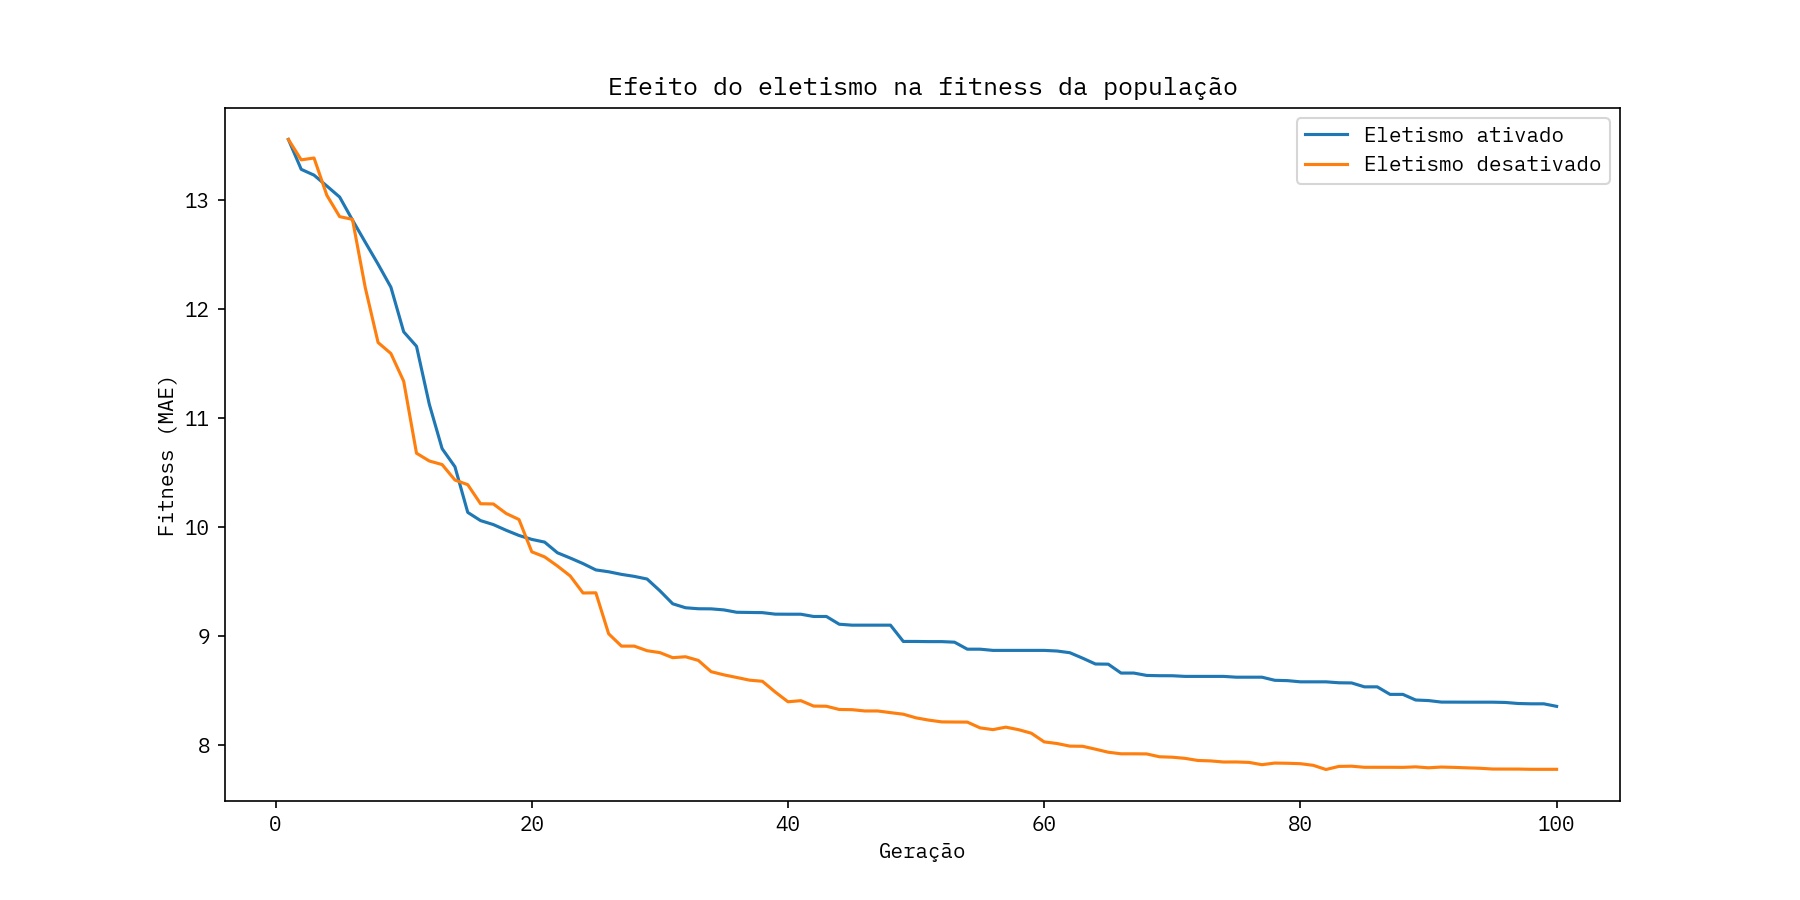 Efeito do eletismo na fitness da população
Eletismo ativado
Eletismo desativado
Fitness (MAE)
13
12
11
10
9
8
0 20 40 60 80 100
Geração